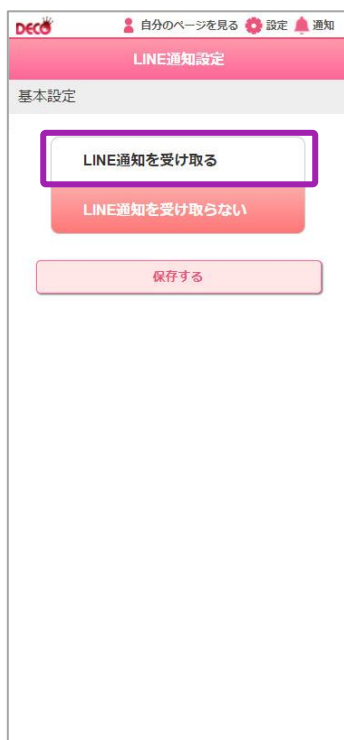 DECO 自分のページを見る 設定 通知
LINE通知設定
基本設定
LINE通知を受け取る
LINE通知を受け取らない
保存する